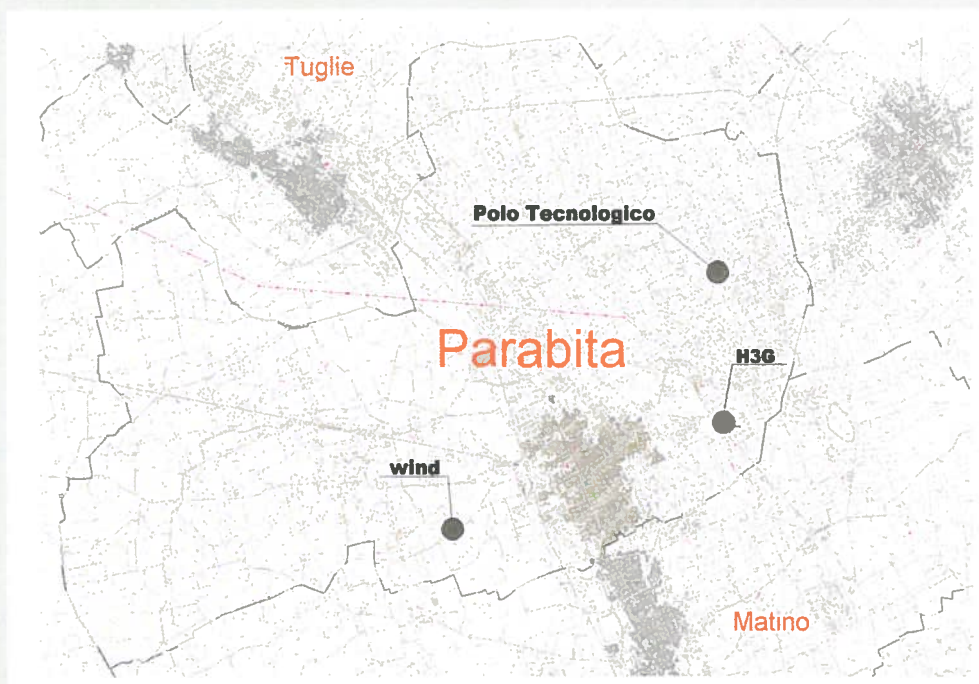 Tuglie
Polo Tecnologico
Parabita
H3G
wind
Matino